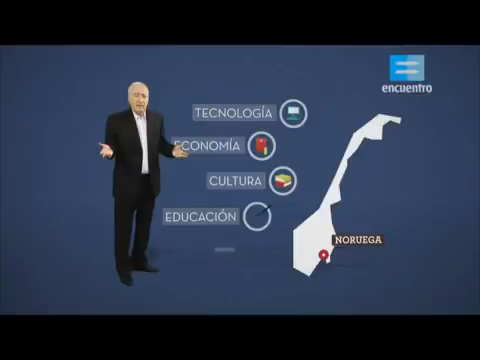 encuentro
TECNOLOGÍA
ECONOMÍA
CULTURA
EDUCACIÓN
NORUEGA